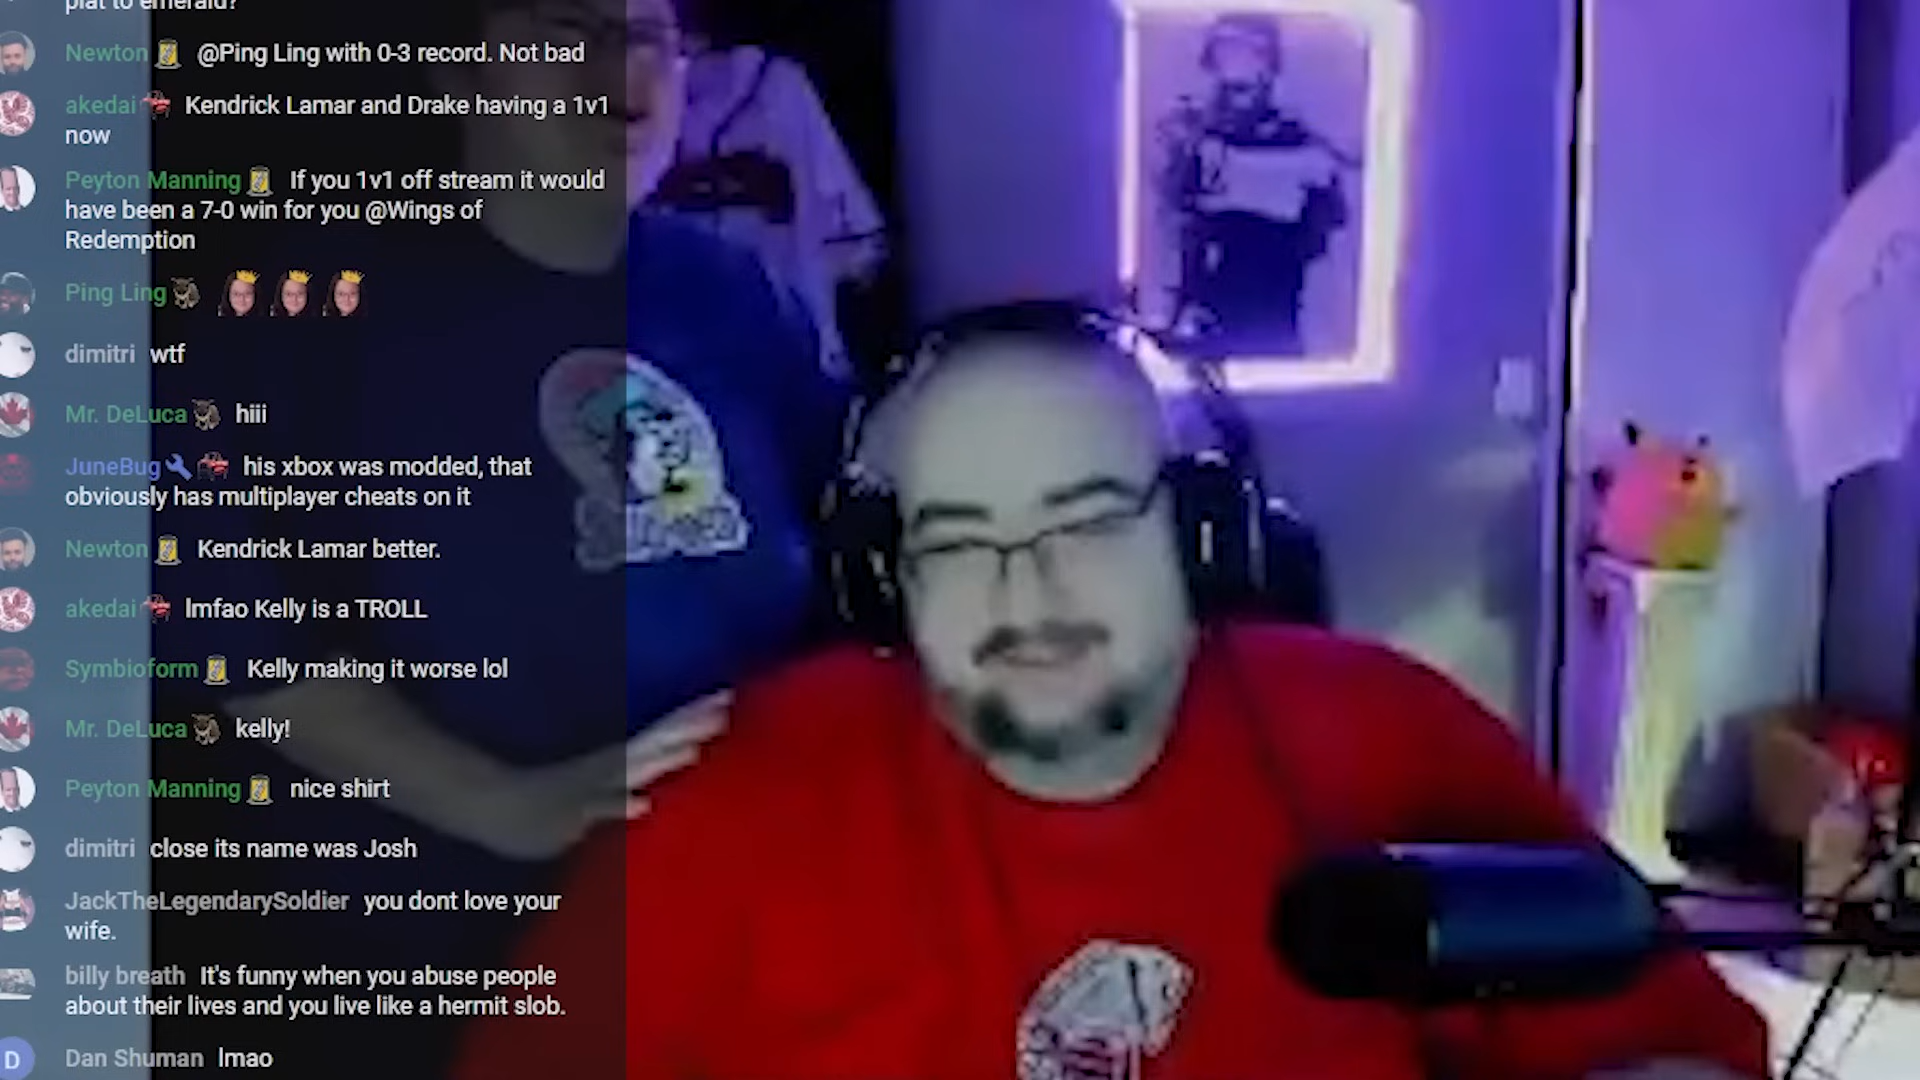 plat to emerald?
Newton @Ping Ling with 0-3 record. Not bad
akedai Kendrick Lamar and Drake having a 1v1
now
Peyton Manning If you 1v1 off stream it would
have been a 7-0 win for you @Wings of
Redemption
Ping Ling
dimitri wtf
Mr. DeLuca hiii
JuneBug his xbox was modded, that
obviously has multiplayer cheats on it
Newton Kendrick Lamar better.
akedai lmfao Kelly is a TROLL
Symbioform Kelly making it worse lol
Mr. DeLuca kelly!
Peyton Manning nice shirt
dimitri close its name was Josh
JackTheLegendarySoldier you dont love your
wife.
billy breath It's funny when you abuse people
about their lives and you live like a hermit slob.
D Dan Shuman lmao